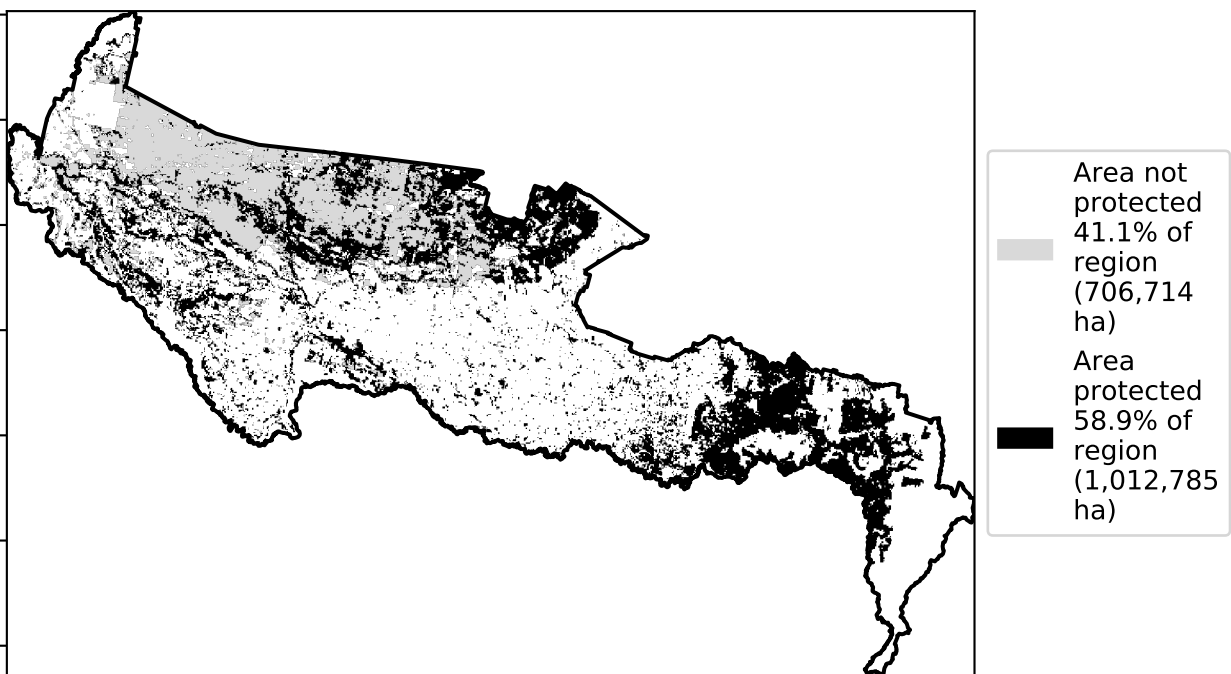 Area not
protected
41.1% of
region
(706,714
ha)
Area
protected
58.9% of
region
(1,012,785
ha)